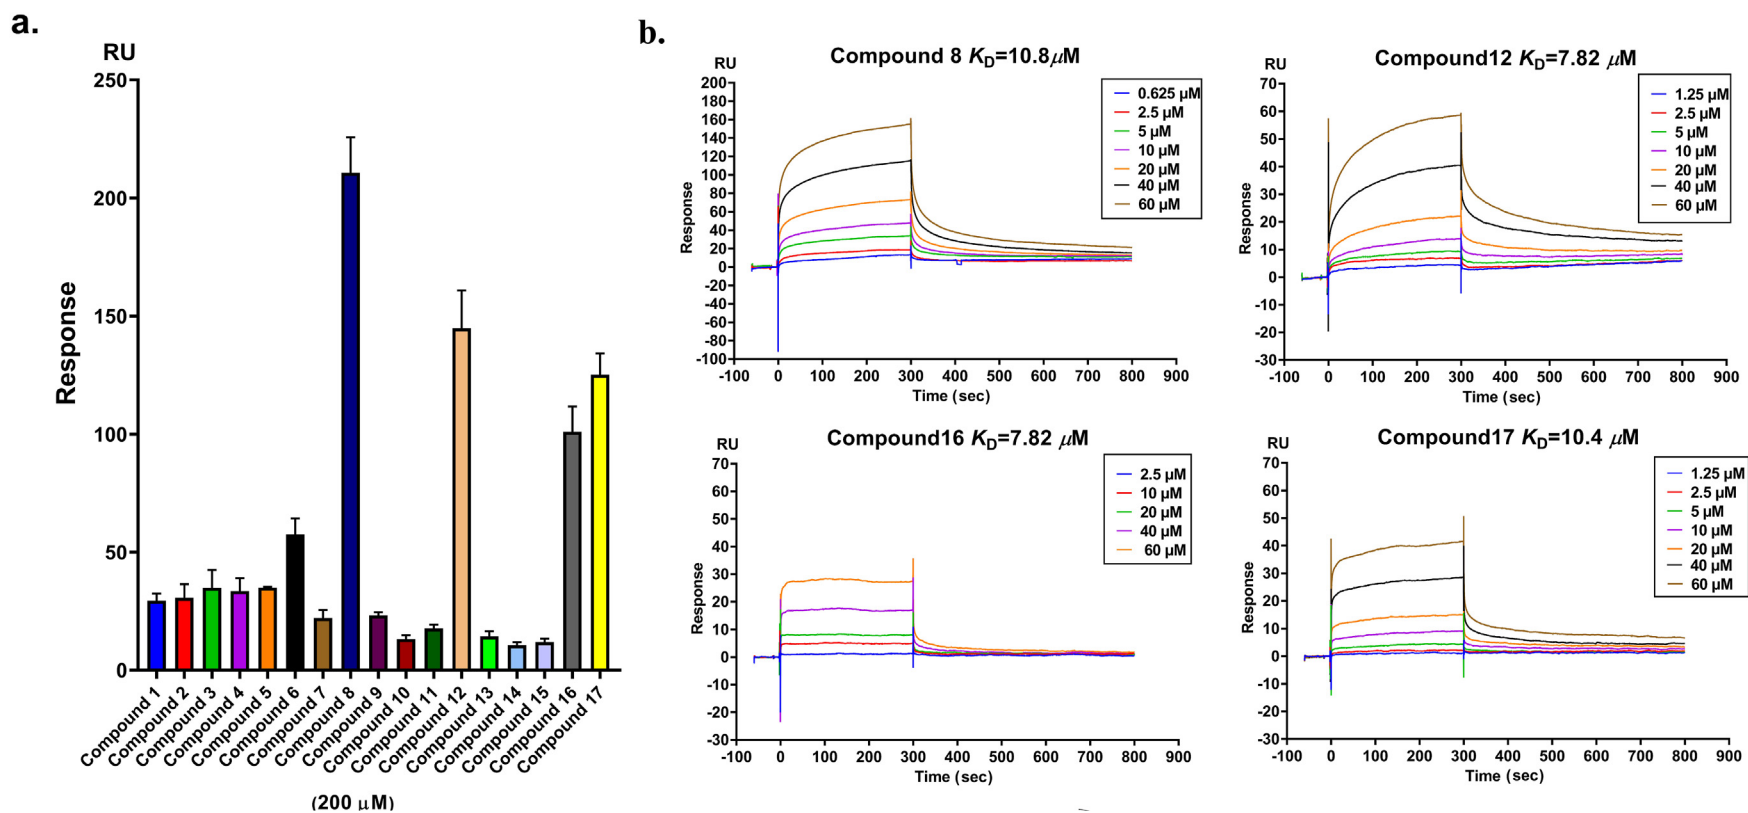 a.
RU
250
200
150
100
50
0
Response
Compound 1
Compound 2
Compound 3
Compound 4
Compound 5
Compound 6
Compound 7
Compound 8
Compound 9
Compound 10
Compound 11
Compound 12
Compound 13
Compound 14
Compound 15
Compound 16
Compound 17
(200 μM)
b.
Compound 8 KD=10.8μM
RU
200
180
160
140
120
100
80
60
40
20
0
-20
-40
-60
-80
-100
Response
-100 0 100 200 300 400 500 600 700 800 900
Time (sec)
0.625 μM
2.5 μM
5 μM
10 μM
20 μM
40 μM
60 μM
Compound12 KD=7.82 μM
RU
70
60
50
40
30
20
10
0
-10
-20
-30
Response
-100 0 100 200 300 400 500 600 700 800 900
Time (sec)
1.25 μM
2.5 μM
5 μM
10 μM
20 μM
40 μM
60 μM
Compound16 KD=7.82 μM
RU
70
60
50
40
30
20
10
0
-10
-20
-30
Response
-100 0 100 200 300 400 500 600 700 800 900
Time (sec)
2.5 μM
10 μM
20 μM
40 μM
60 μM
Compound17 KD=10.4 μM
RU
70
60
50
40
30
20
10
0
-10
-20
-30
Response
-100 0 100 200 300 400 500 600 700 800 900
Time (sec)
1.25 μM
2.5 μM
5 μM
10 μM
20 μM
40 μM
60 μM